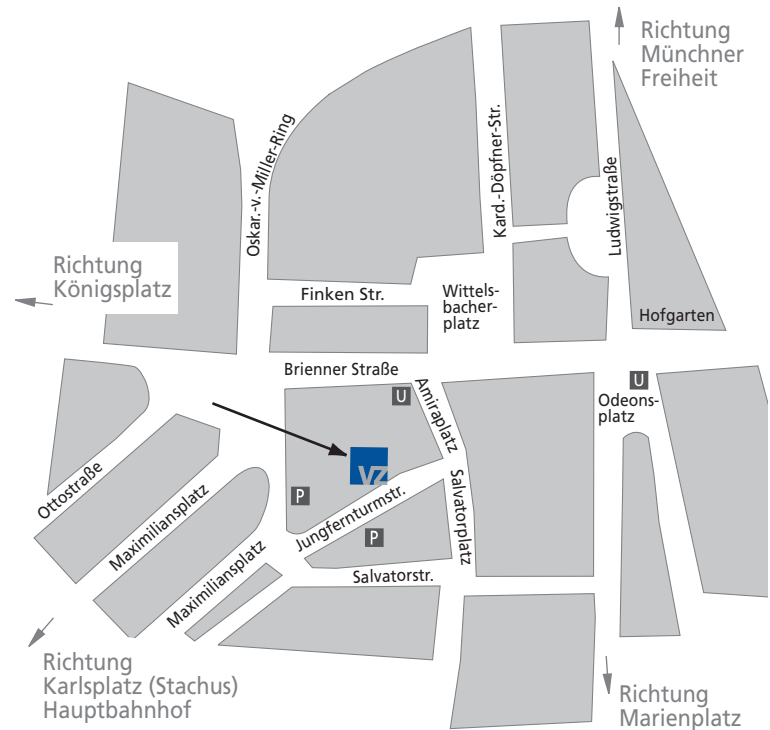 Richtung
Münchner
Freiheit
Oskar.-v.-Miller-Ring
Kard.-Döpfner-Str.
Ludwigstraße
Richtung
Königsplatz
Finken Str.
Wittels-
bacher-
platz
Hofgarten
Brienner Straße
U
Amiraplatz
U
Odeons-
platz
VZ
Ottostraße
Maximiliansplatz
P
Jungfernturmstr.
P
Salvatorplatz
Maximiliansplatz
Salvatorstr.
Richtung
Karlsplatz (Stachus)
Hauptbahnhof
Richtung
Marienplatz